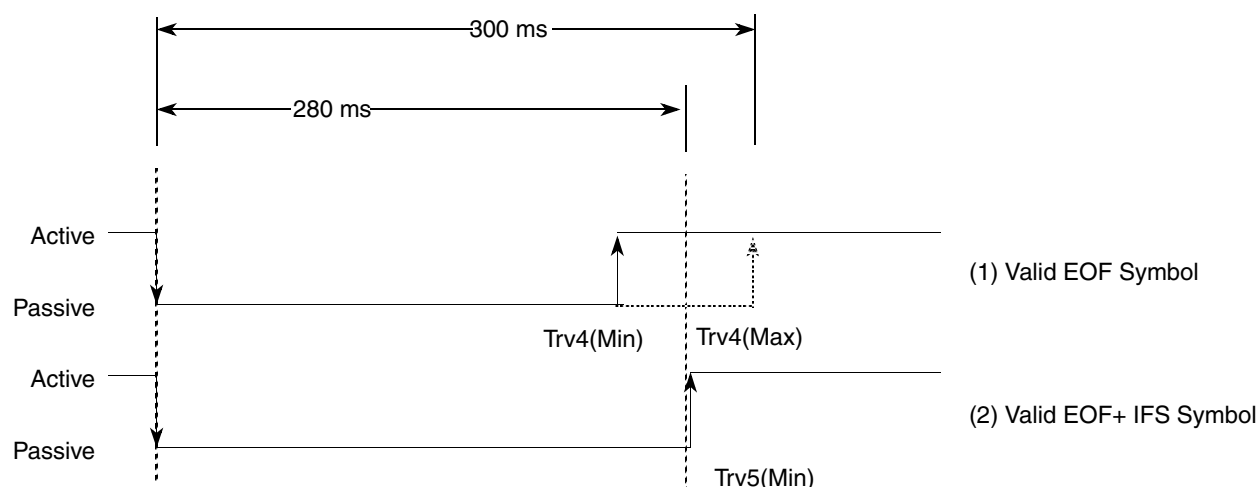 300 ms
280 ms
Active
(1) Valid EOF Symbol
Passive
Trv4(Min)
Trv4(Max)
Active
(2) Valid EOF+ IFS Symbol
Passive
Trv5(Min)